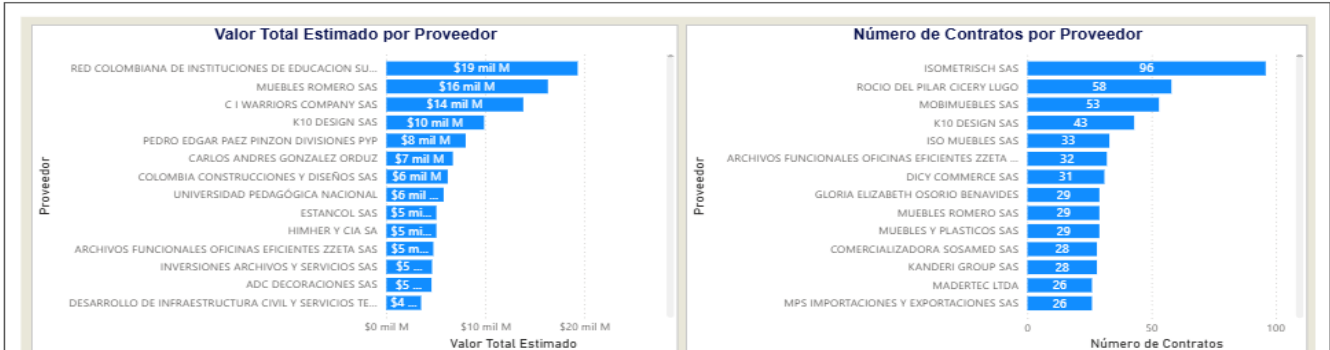 Valor Total Estimado por Proveedor
Proveedor
RED COLOMBIANA DE INSTITUCIONES DE EDUCACION SU... $19 mil M
MUEBLES ROMERO SAS $16 mil M
C I WARRIORS COMPANY SAS $14 mil M
K10 DESIGN SAS $10 mil M
PEDRO EDGAR PAEZ PINZON DIVISIONES PYP $8 mil M
CARLOS ANDRES GONZALEZ ORDUZ $7 mil M
COLOMBIA CONSTRUCCIONES Y DISEÑOS SAS $6 mil M
UNIVERSIDAD PEDAGÓGICA NACIONAL $6 mil ...
ESTANCOL SAS $5 mi...
HIMHER Y CIA SA $5 mi...
ARCHIVOS FUNCIONALES OFICINAS EFICIENTES ZZETA SAS $5 m...
INVERSIONES ARCHIVOS Y SERVICIOS SAS $5 ...
ADC DECORACIONES SAS $5 ...
DESARROLLO DE INFRAESTRUCTURA CIVIL Y SERVICIOS TE... $4 ...
$0 mil M $10 mil M $20 mil M
Valor Total Estimado
Número de Contratos por Proveedor
Proveedor
ISOMETRISCH SAS 96
ROCIO DEL PILAR CICERY LUGO 58
MOBIMUEBLES SAS 53
K10 DESIGN SAS 43
ISO MUEBLES SAS 33
ARCHIVOS FUNCIONALES OFICINAS EFICIENTES ZZETA ... 32
DICY COMMERCE SAS 31
GLORIA ELIZABETH OSORIO BENAVIDES 29
MUEBLES ROMERO SAS 29
MUEBLES Y PLASTICOS SAS 29
COMERCIALIZADORA SOSAMED SAS 28
KANDERI GROUP SAS 28
MADERTEC LTDA 26
MPS IMPORTACIONES Y EXPORTACIONES SAS 26
0 50 100
Número de Contratos